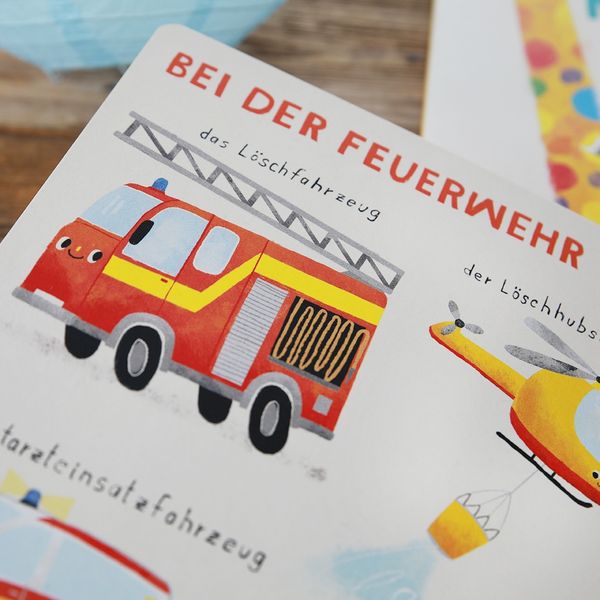 BEI DER FEUERWEHR
das Löschfahrzeug
der Löschhubs
tarzteinsatzfahrzeug